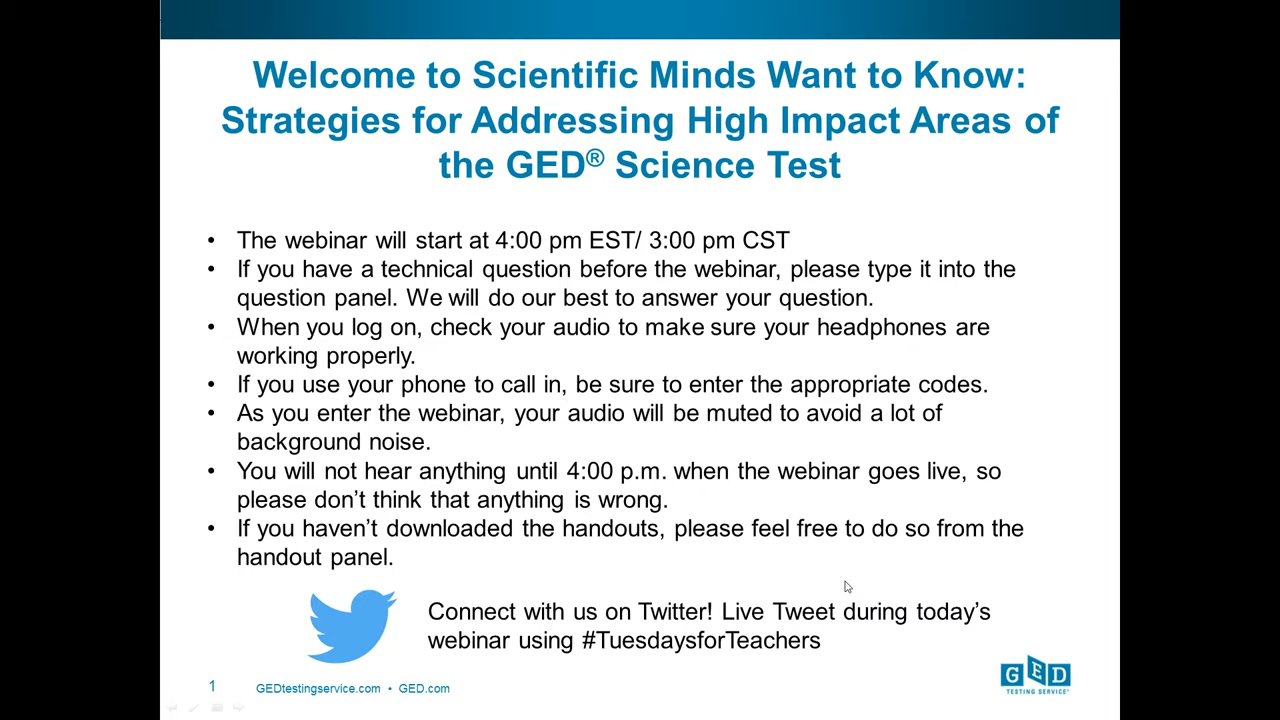 Welcome to Scientific Minds Want to Know:
Strategies for Addressing High Impact Areas of
the GED® Science Test
• The webinar will start at 4:00 pm EST/ 3:00 pm CST
• If you have a technical question before the webinar, please type it into the
question panel. We will do our best to answer your question.
• When you log on, check your audio to make sure your headphones are
working properly.
• If you use your phone to call in, be sure to enter the appropriate codes.
• As you enter the webinar, your audio will be muted to avoid a lot of
background noise.
• You will not hear anything until 4:00 p.m. when the webinar goes live, so
please don’t think that anything is wrong.
• If you haven’t downloaded the handouts, please feel free to do so from the
handout panel.
Connect with us on Twitter! Live Tweet during today’s
webinar using #TuesdaysforTeachers
1 GEDtestingservice.com • GED.com
GED
TESTING SERVICE®